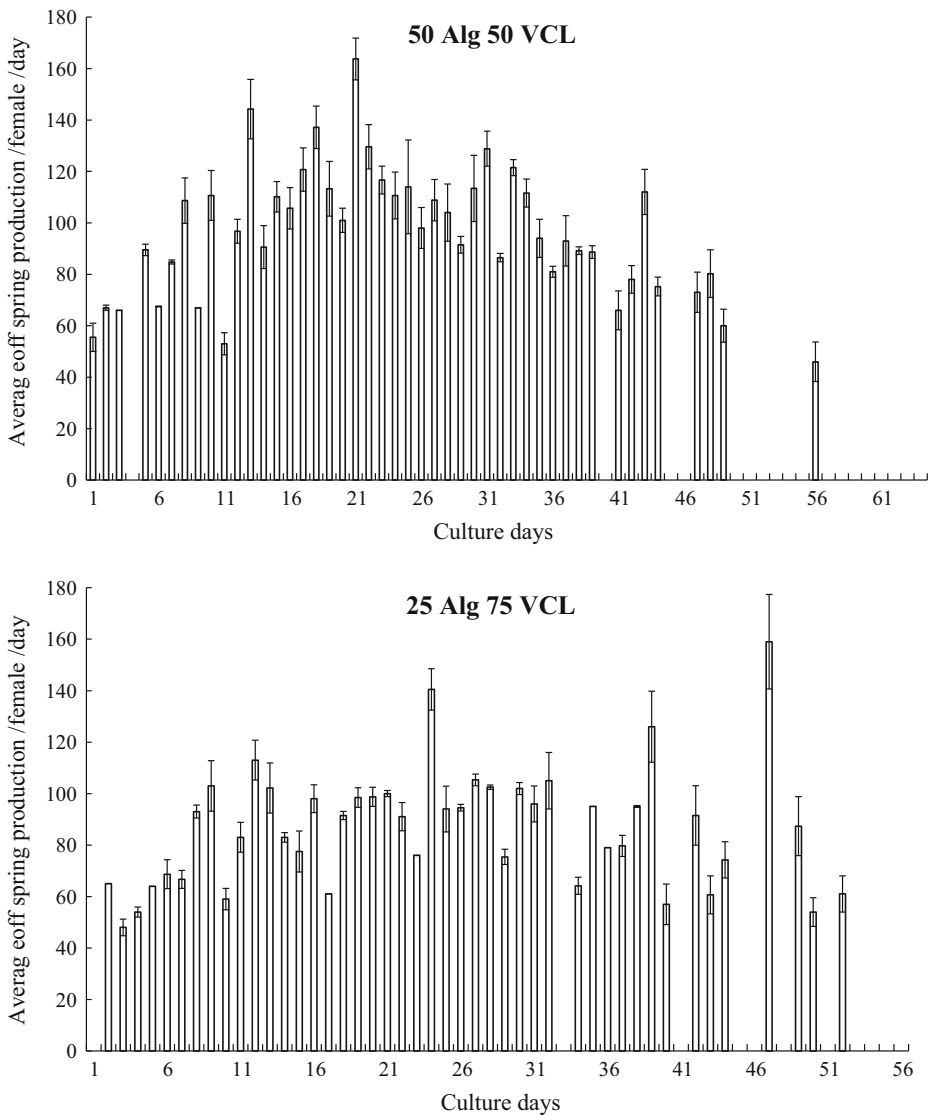 50 Alg 50 VCL
Averag eoff spring production /female /day
180
160
140
120
100
80
60
40
20
0
1 6 11 16 21 26 31 36 41 46 51 56 61
Culture days
25 Alg 75 VCL
Averag eoff spring production /female /day
180
160
140
120
100
80
60
40
20
0
1 6 11 16 21 26 31 36 41 46 51 56
Culture days